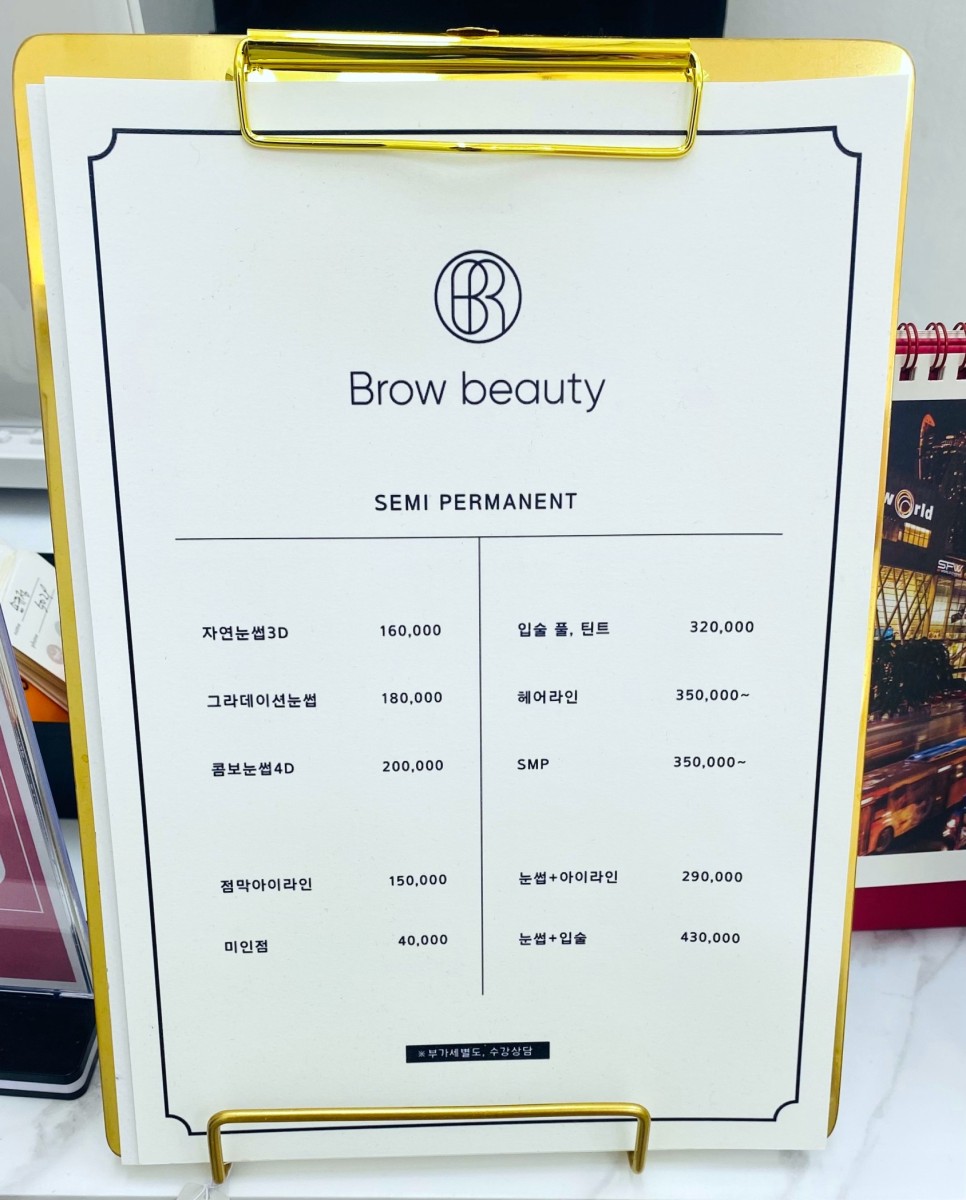 BR
Brow beauty
SEMI PERMANENT
자연눈썹3D 160,000
그라데이션눈썹 180,000
콤보눈썹4D 200,000
점막아이라인 150,000
미인점 40,000
입술 풀, 틴트 320,000
헤어라인 350,000~
SMP 350,000~
눈썹+아이라인 290,000
눈썹+입술 430,000
※부가세별도, 수강상담
world
SFW